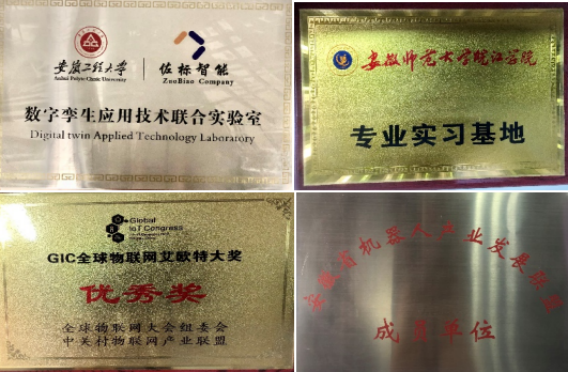 安徽工程大学
Anhui Polytechnic University
佐标智能
ZuoBiao Company
数字孪生应用技术联合实验室
Digital twin Applied Technology Laboratory
安徽师范大学皖江学院
专业实习基地
Global
IoT Congress
GIC全球物联网艾欧特大奖
优秀奖
全球物联网大会组委会
中关村物联网产业联盟
安徽省机器人产业发展联盟
成员单位